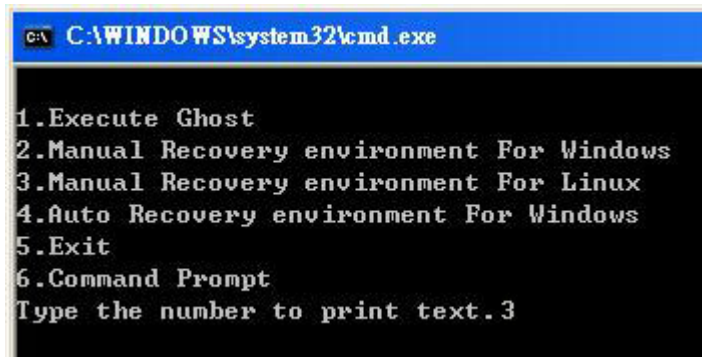 C:\WINDOWS\system32\cmd.exe
1.Execute Ghost
2.Manual Recovery environment For Windows
3.Manual Recovery environment For Linux
4.Auto Recovery environment For Windows
5.Exit
6.Command Prompt
Type the number to print text.3